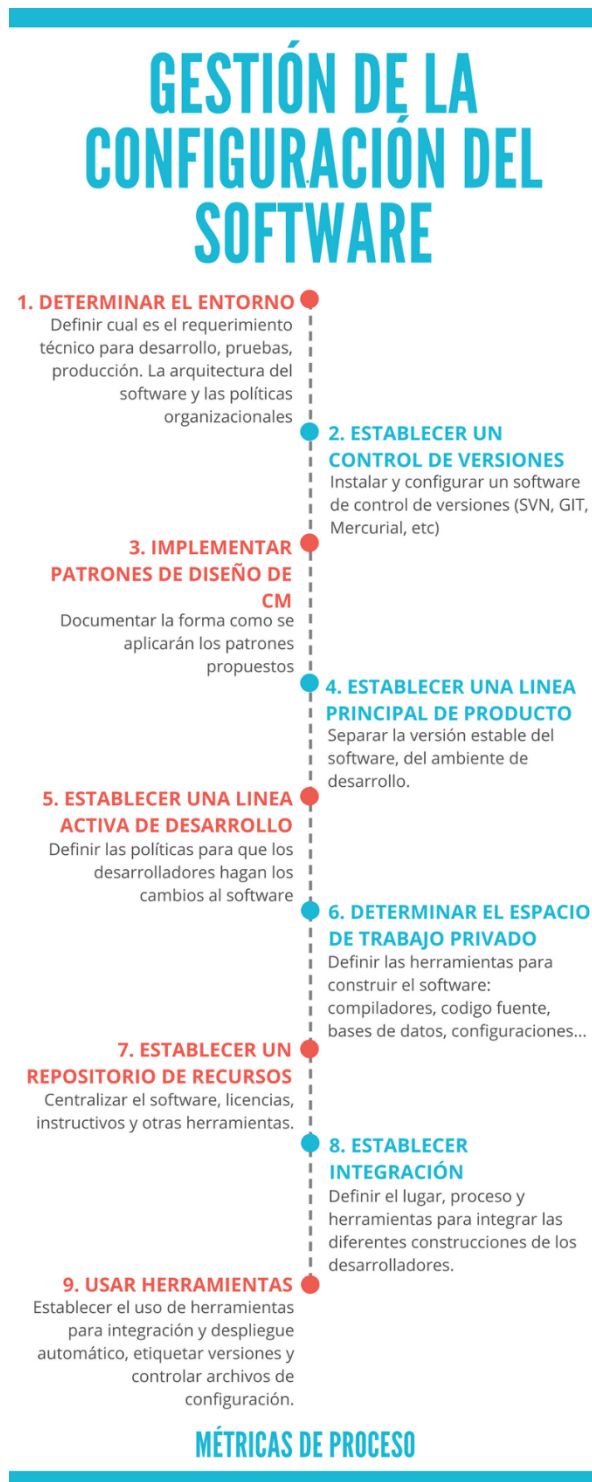 GESTIÓN DE LA
CONFIGURACIÓN DEL
SOFTWARE
1. DETERMINAR EL ENTORNO
Definir cual es el requerimiento
técnico para desarrollo, pruebas,
producción. La arquitectura del
software y las políticas
organizacionales
2. ESTABLECER UN
CONTROL DE VERSIONES
Instalar y configurar un software
de control de versiones (SVN, GIT,
Mercurial, etc)
3. IMPLEMENTAR
PATRONES DE DISEÑO DE
CM
Documentar la forma como se
aplicarán los patrones
propuestos
4. ESTABLECER UNA LINEA
PRINCIPAL DE PRODUCTO
Separar la versión estable del
software, del ambiente de
desarrollo.
5. ESTABLECER UNA LINEA
ACTIVA DE DESARROLLO
Definir las políticas para que los
desarrolladores hagan los
cambios al software
6. DETERMINAR EL ESPACIO
DE TRABAJO PRIVADO
Definir las herramientas para
construir el software:
compiladores, codigo fuente,
bases de datos, configuraciones...
7. ESTABLECER UN
REPOSITORIO DE RECURSOS
Centralizar el software, licencias,
instructivos y otras herramientas.
8. ESTABLECER
INTEGRACIÓN
Definir el lugar, proceso y
herramientas para integrar las
diferentes construcciones de los
desarrolladores.
9. USAR HERRAMIENTAS
Establecer el uso de herramientas
para integración y despliegue
automático, etiquetar versiones y
controlar archivos de
configuración.
MÉTRICAS DE PROCESO